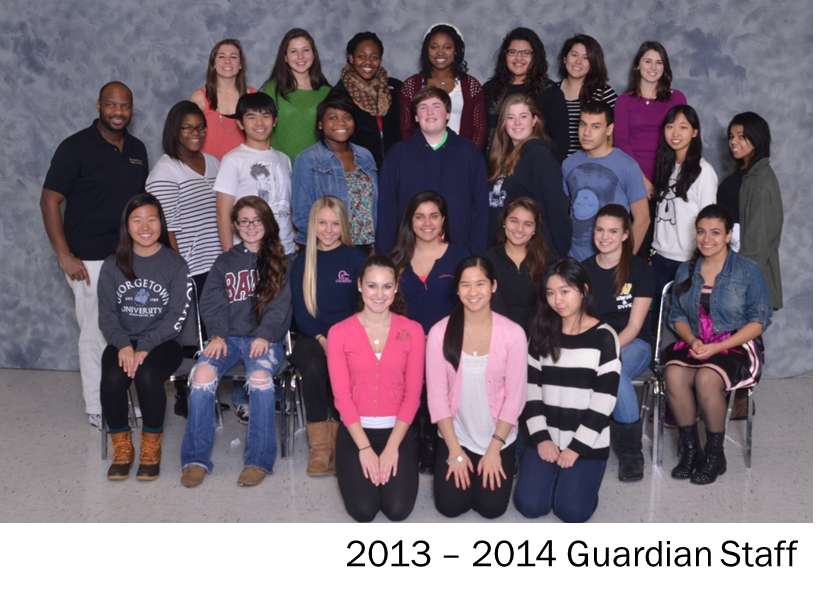 GEORGETOWN
UNIVERSITY
2013 – 2014 Guardian Staff